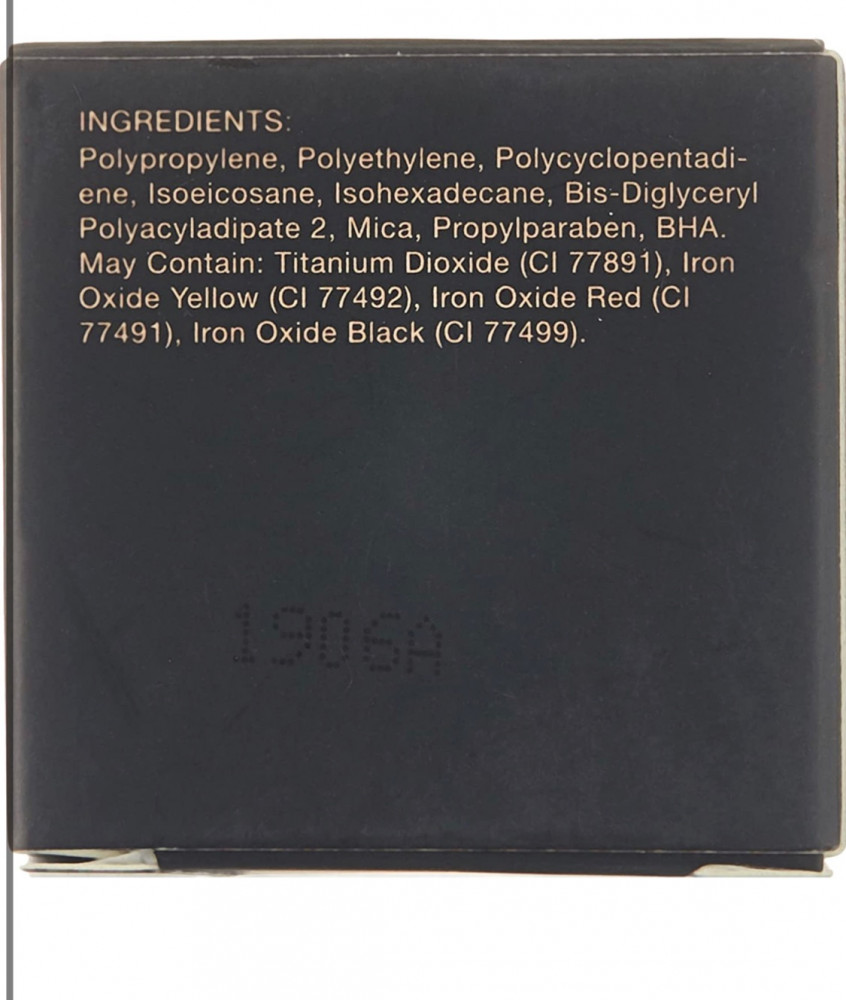 INGREDIENTS:
Polypropylene, Polyethylene, Polycyclopentadi-
ene, Isoeicosane, Isohexadecane, Bis-Diglyceryl
Polyacyladipate 2, Mica, Propylparaben, BHA.
May Contain: Titanium Dioxide (CI 77891), Iron
Oxide Yellow (CI 77492), Iron Oxide Red (CI
77491), Iron Oxide Black (CI 77499).
1906A